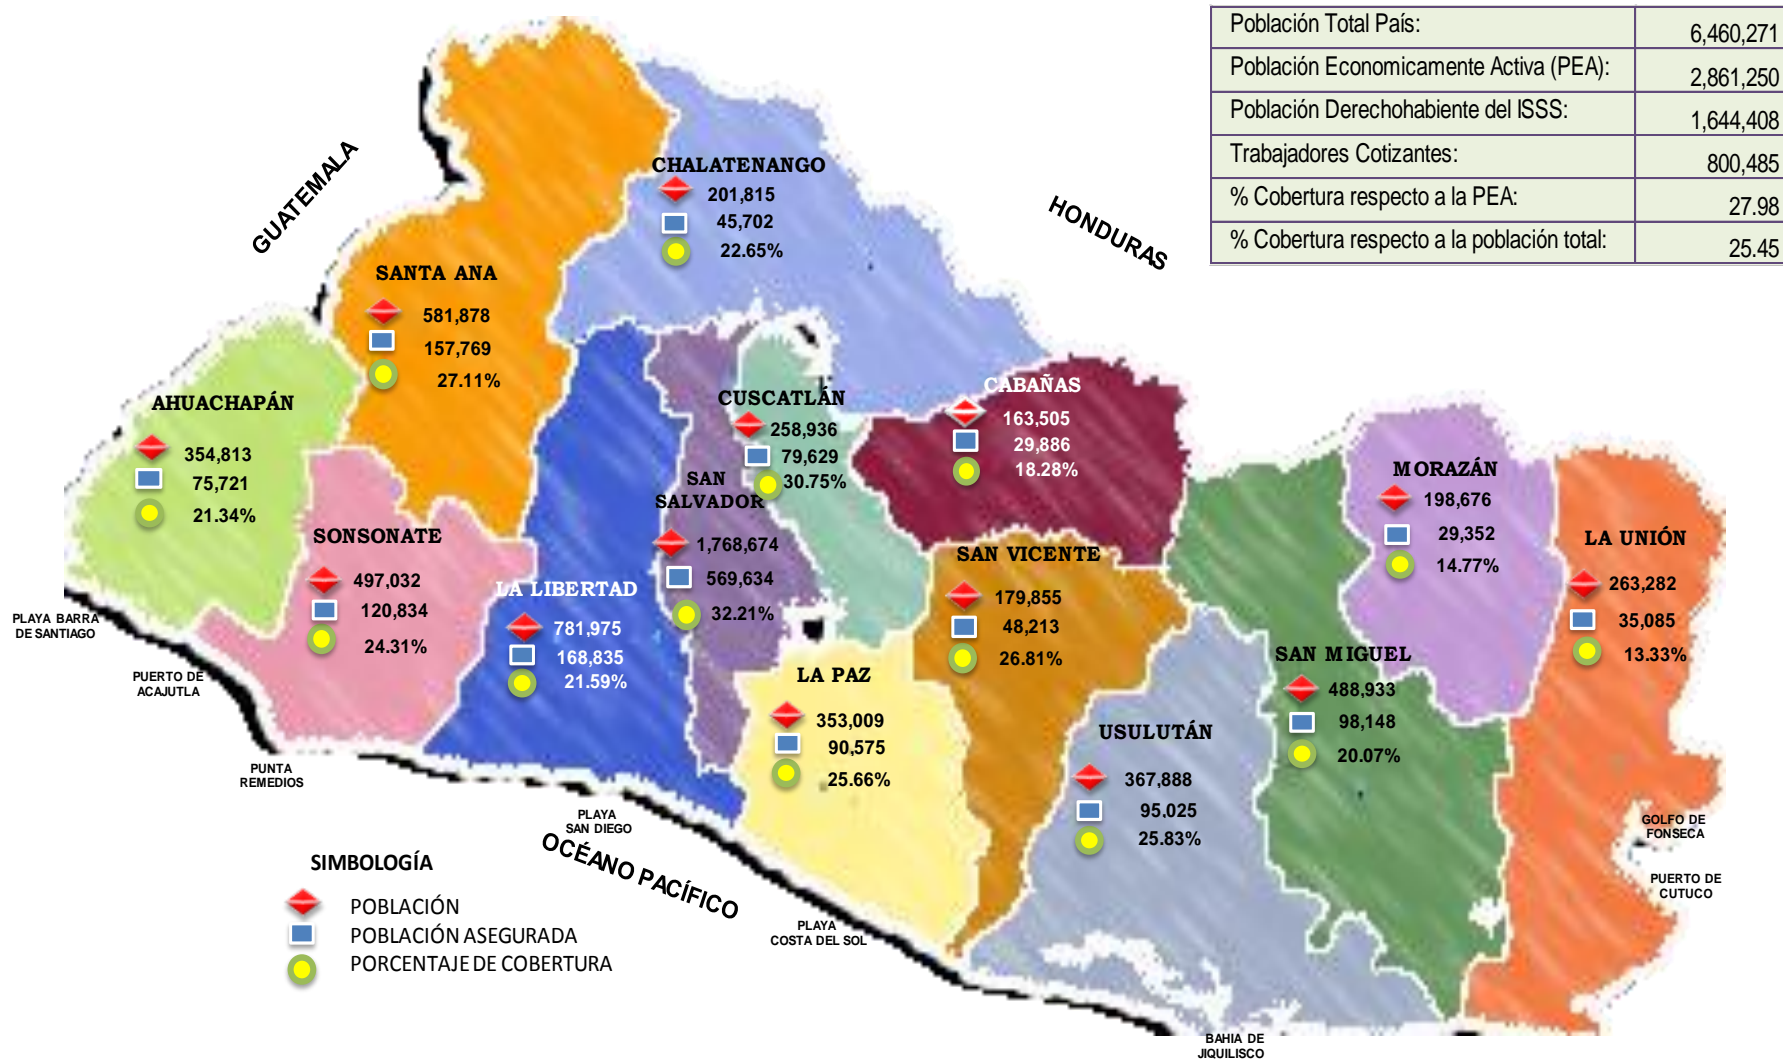 Población Total País: 6,460,271
Población Economicamente Activa (PEA): 2,861,250
Población Derechohabiente del ISSS: 1,644,408
Trabajadores Cotizantes: 800,485
% Cobertura respecto a la PEA: 27.98
% Cobertura respecto a la población total: 25.45
GUATEMALA
HONDURAS
CHALATENANGO
201,815
45,702
22.65%
SANTA ANA
581,878
157,769
27.11%
AHUACHAPÁN
354,813
75,721
21.34%
SONSONATE
497,032
120,834
24.31%
LA LIBERTAD
781,975
168,835
21.59%
SAN
SALVADOR
1,768,674
569,634
32.21%
CUSCATLÁN
258,936
79,629
30.75%
CABAÑAS
163,505
29,886
18.28%
SAN VICENTE
179,855
48,213
26.81%
LA PAZ
353,009
90,575
25.66%
USULUTÁN
367,888
95,025
25.83%
SAN MIGUEL
488,933
98,148
20.07%
MORAZÁN
198,676
29,352
14.77%
LA UNIÓN
263,282
35,085
13.33%
PLAYA BARRA
DE SANTIAGO
PUERTO DE
ACAJUTLA
PUNTA
REMEDIOS
PLAYA
SAN DIEGO
OCÉANO PACÍFICO
PLAYA
COSTA DEL SOL
BAHIA DE
JIQUILISCO
GOLFO DE
FONSECA
PUERTO DE
CUTUCO
SIMBOLOGÍA
POBLACIÓN
POBLACIÓN ASEGURADA
PORCENTAJE DE COBERTURA